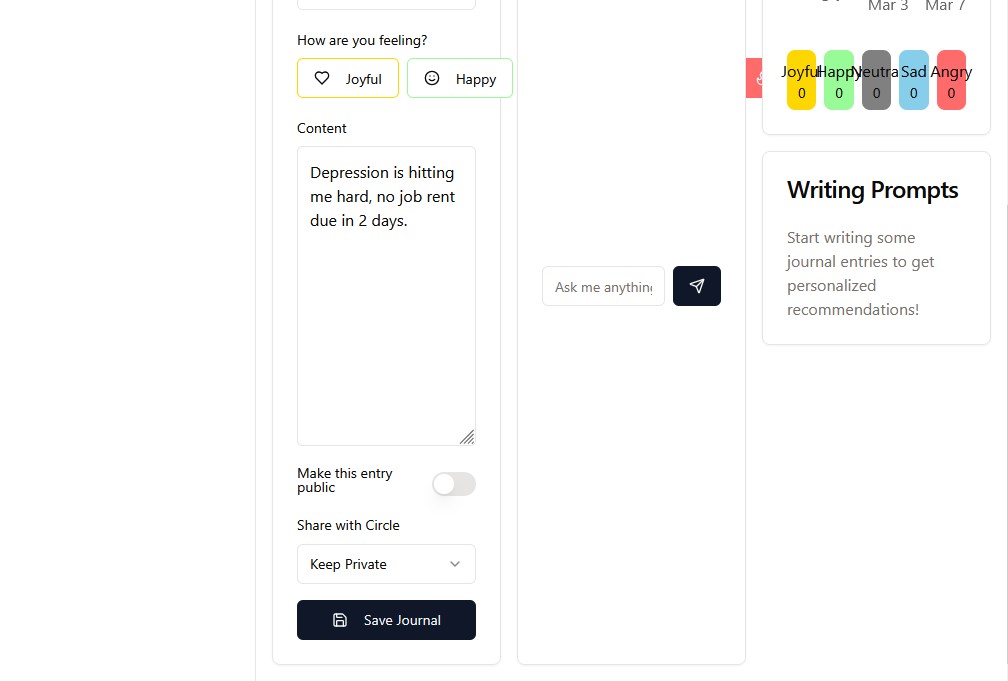 How are you feeling?
Joyful
Happy
Content
Depression is hitting
me hard, no job rent
due in 2 days.
Make this entry
public
Share with Circle
Keep Private
Save Journal
Ask me anything
Mar 3 Mar 7
Joyful Happy Neutral Sad Angry
0 0 0 0 0
Writing Prompts
Start writing some
journal entries to get
personalized
recommendations!